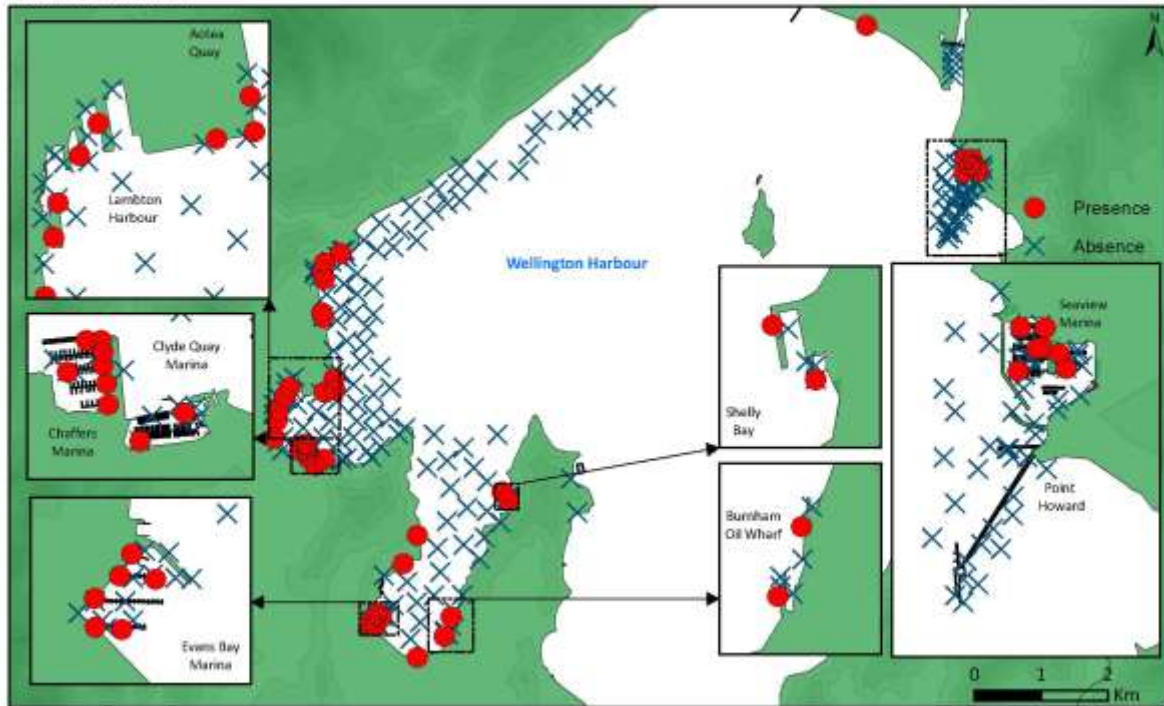 Aotea
Quay
N
Lambton
Harbour
Presence
Absence
Wellington Harbour
Clyde Quay
Marina
Chaffers
Marina
Seaview
Marina
Shelly
Bay
Point
Howard
Burnham
Oil Wharf
Evans Bay
Marina
0 1 2
Km